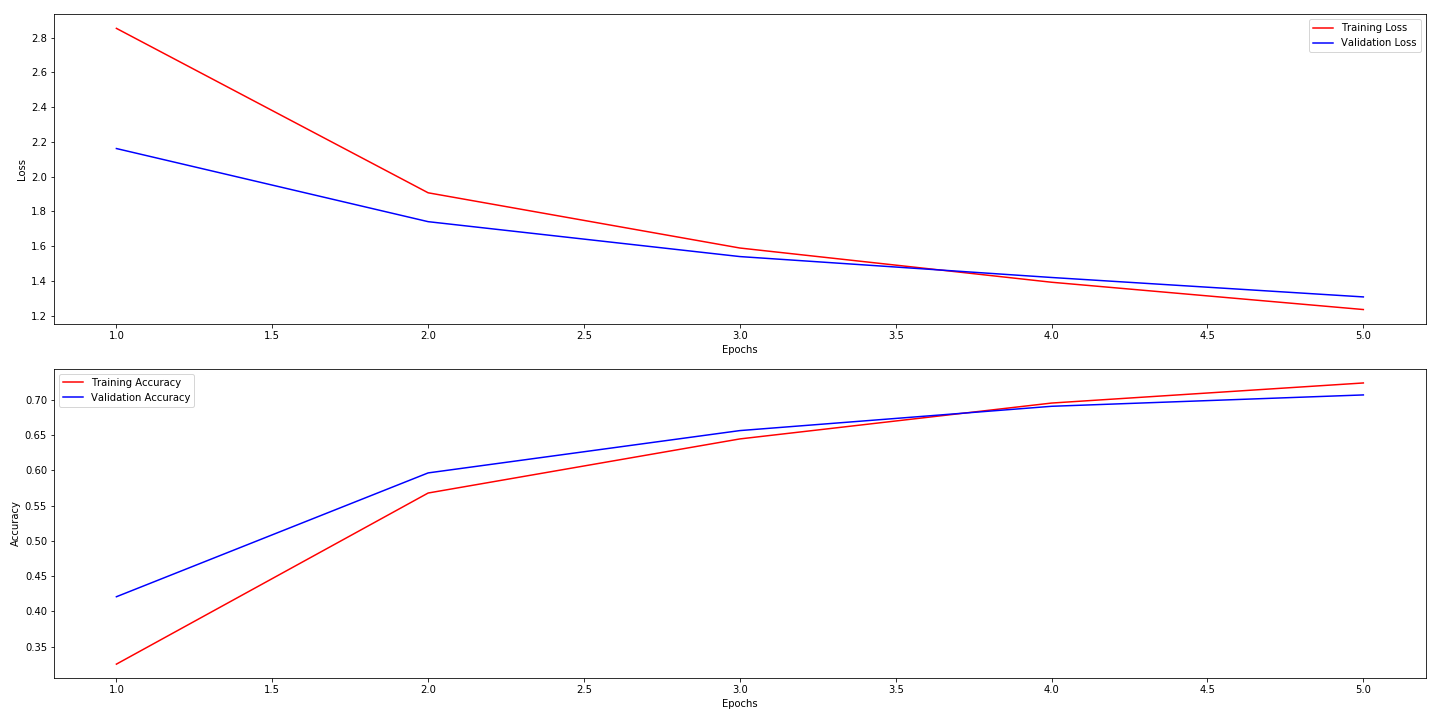 2.8
2.6
2.4
2.2
2.0
1.8
1.6
1.4
1.2
Loss
Training Loss
Validation Loss
1.0 1.5 2.0 2.5 3.0 3.5 4.0 4.5 5.0
Epochs
0.70
0.65
0.60
0.55
0.50
0.45
0.40
0.35
Accuracy
Training Accuracy
Validation Accuracy
1.0 1.5 2.0 2.5 3.0 3.5 4.0 4.5 5.0
Epochs